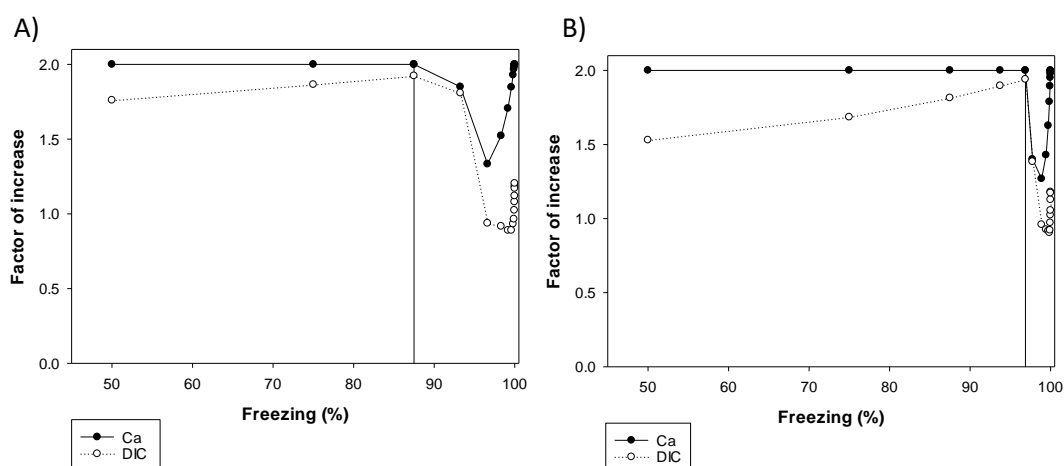 A)
2.0
1.5
1.0
0.5
0.0
Factor of increase
50 60 70 80 90 100
Freezing (%)
Ca
DIC
B)
2.0
1.5
1.0
0.5
0.0
Factor of increase
50 60 70 80 90 100
Freezing (%)
Ca
DIC